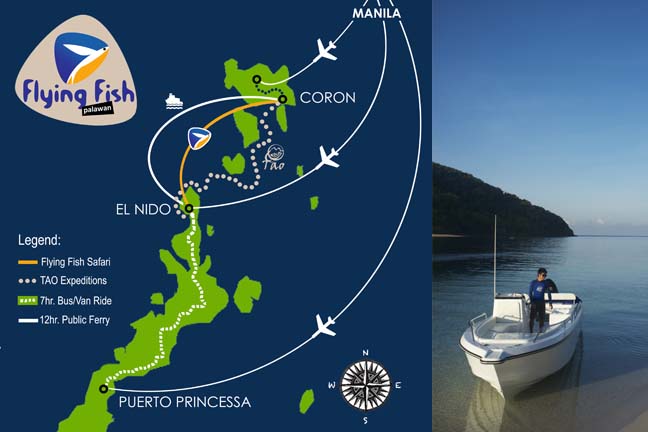 MANILA
Flying Fish
palawan
CORON
Tao
EL NIDO
Legend:
Flying Fish Safari
TAO Expeditions
7hr. Bus/Van Ride
12hr. Public Ferry
PUERTO PRINCESSA
N
W E
S